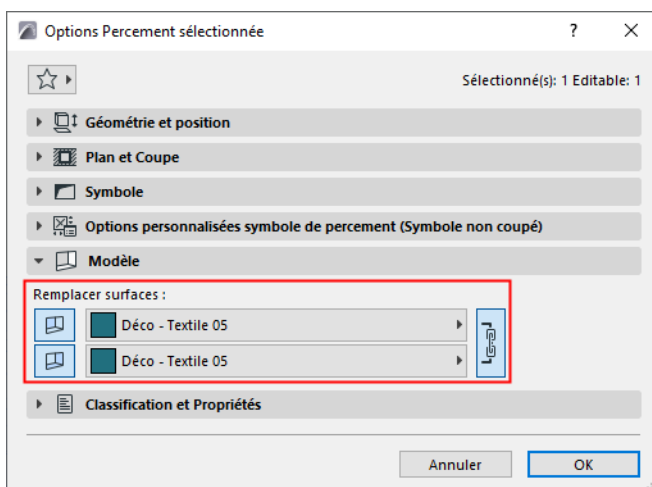 Options Percement sélectionnée
Sélectionné(s): 1 Editable: 1
Géométrie et position
Plan et Coupe
Symbole
Options personnalisées symbole de percement (Symbole non coupé)
Modèle
Remplacer surfaces :
Déco - Textile 05
Déco - Textile 05
Classification et Propriétés
Annuler OK